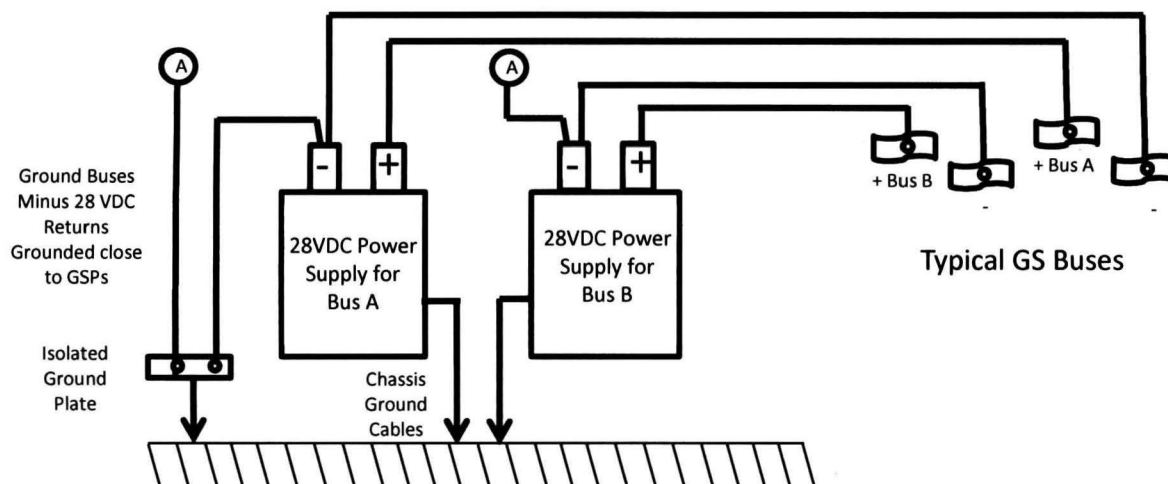 A
A
Ground Buses
Minus 28 VDC
Returns
Grounded close
to GSPs
-
+
-
+
28VDC Power
Supply for
Bus A
28VDC Power
Supply for
Bus B
+ Bus B
+ Bus A
-
-
Typical GS Buses
Isolated
Ground
Plate
Chassis
Ground
Cables